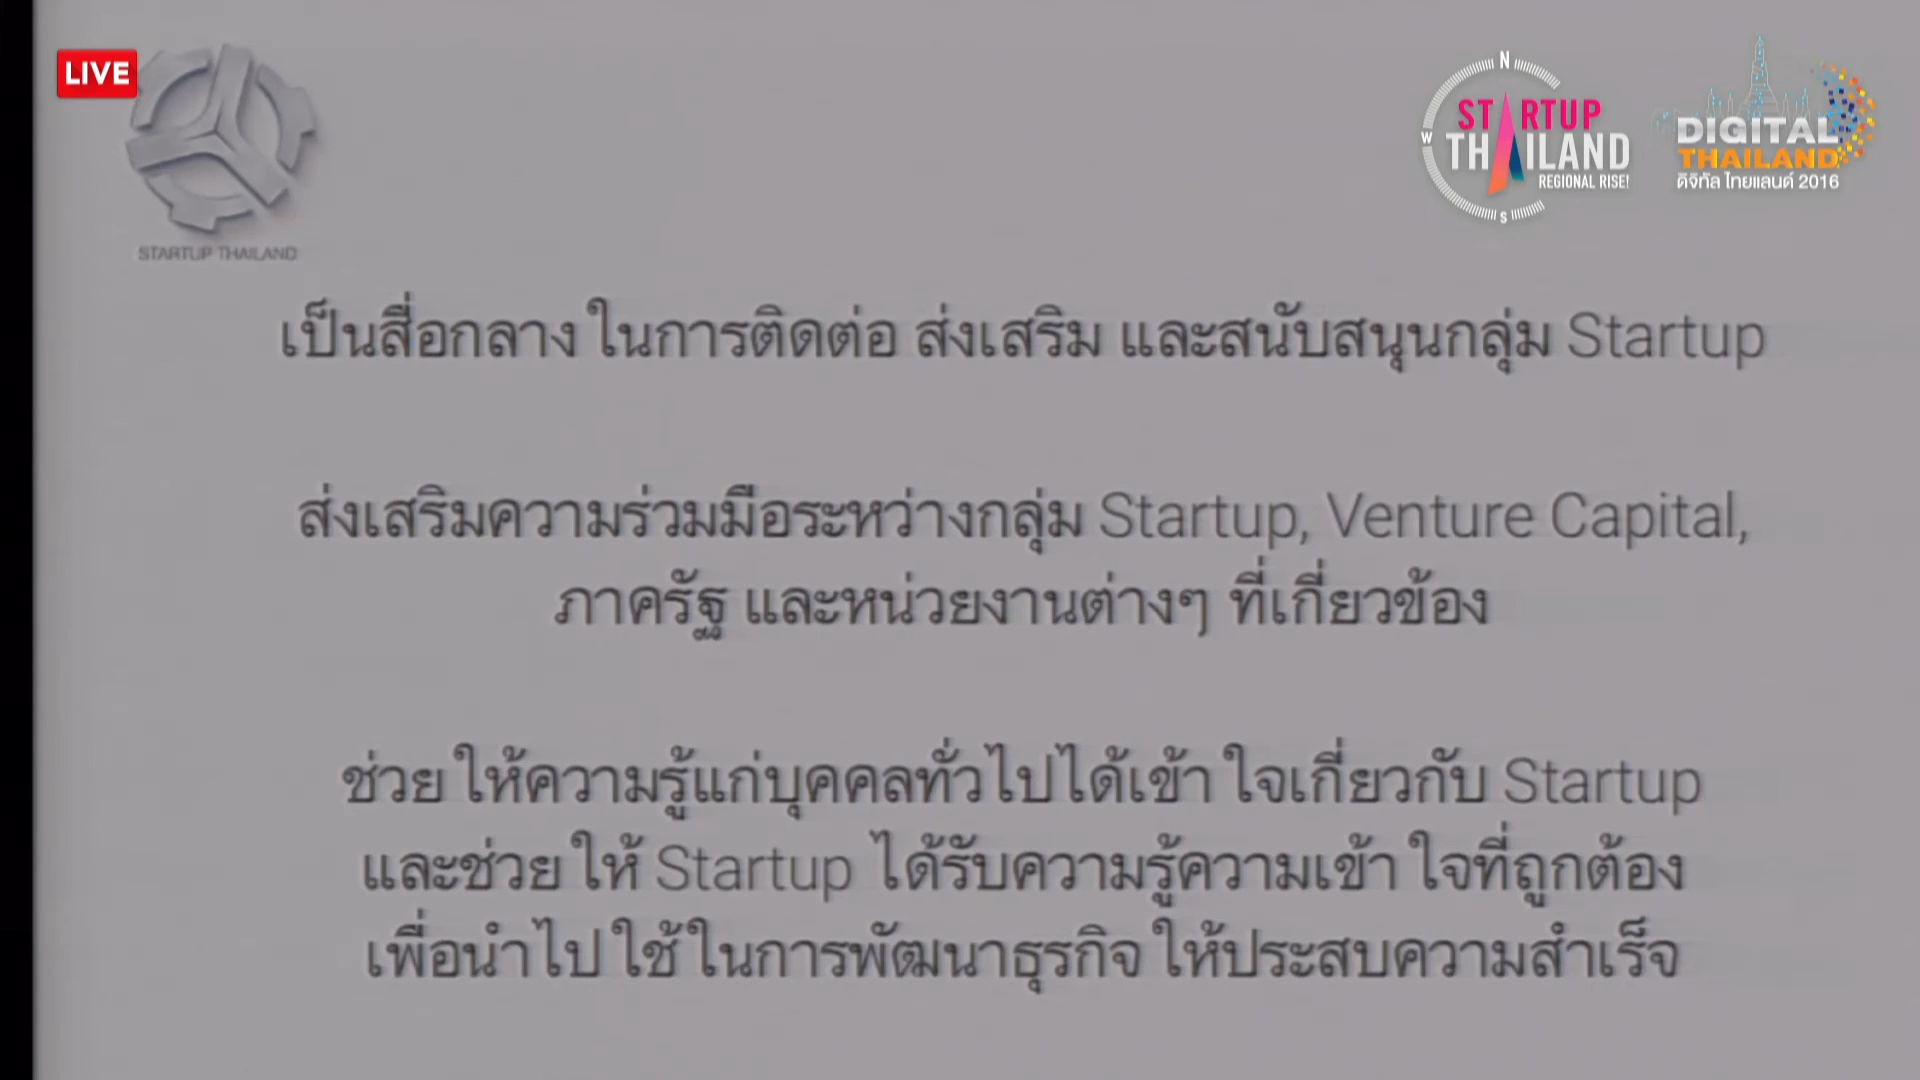 LIVE
STARTUP THAILAND
N
W
S
STARTUP
THAILAND
REGIONAL RISE!
DIGITAL
THAILAND
ดิจิทัล ไทยแลนด์ 2016
เป็นสื่อกลาง ในการติดต่อ ส่งเสริม และสนับสนุนกลุ่ม Startup
ส่งเสริมความร่วมมือระหว่างกลุ่ม Startup, Venture Capital,
ภาครัฐ และหน่วยงานต่างๆ ที่เกี่ยวข้อง
ช่วย ให้ความรู้แก่บุคคลทั่วไปได้เข้า ใจเกี่ยวกับ Startup
และช่วย ให้ Startup ได้รับความรู้ความเข้า ใจที่ถูกต้อง
เพื่อนำไป ใช้ ในการพัฒนาธุรกิจ ให้ประสบความสำเร็จ